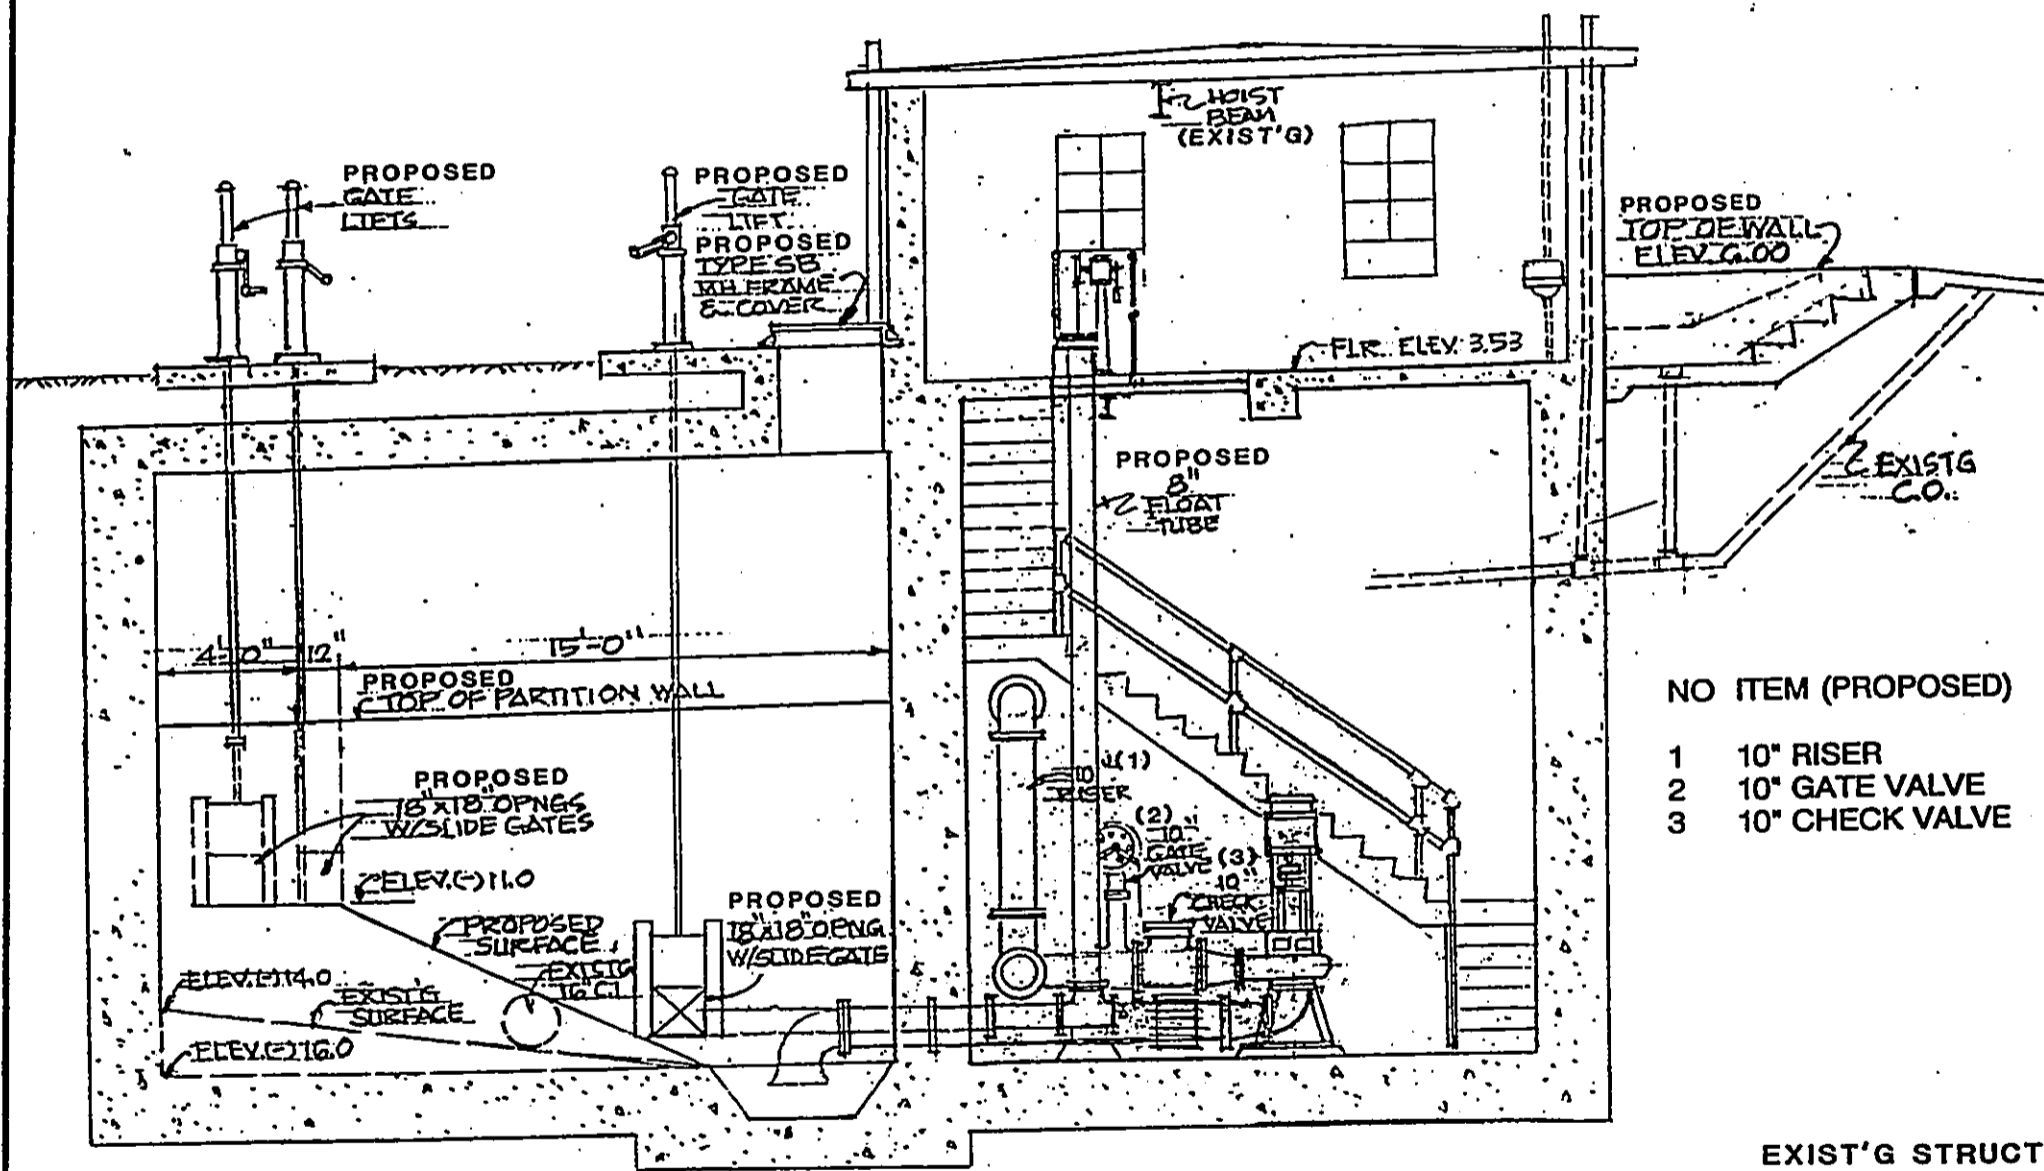 HOIST
BEAM
(EXIST'G)
PROPOSED
GATE
LIFTS
PROPOSED
GATE
LIFT
PROPOSED
TYPE SB
MH FRAME
& COVER
PROPOSED
TOP OF WALL
ELEV. 6.00
FLR. ELEV. 3.53
PROPOSED
8"
FLOAT
TUBE
EXIST'G
C.O.
4'-0"
12"
15'-0"
PROPOSED
TOP OF PARTITION WALL
NO ITEM (PROPOSED)
1 10" RISER
2 10" GATE VALVE
3 10" CHECK VALVE
PROPOSED
18"X18" OPNGS
W/SLIDE GATES
10" (1)
RISER
(2)
10"
GATE
VALVE
(3)
10"
CHECK
VALVE
ELEV.(-)11.0
PROPOSED
SURFACE
PROPOSED
18"X18" OPNG
W/SLIDE GATE
EXIST'G
16" C.I
ELEV.(-)14.0
EXIST'G
SURFACE
ELEV.(-)16.0
EXIST'G STRUCT